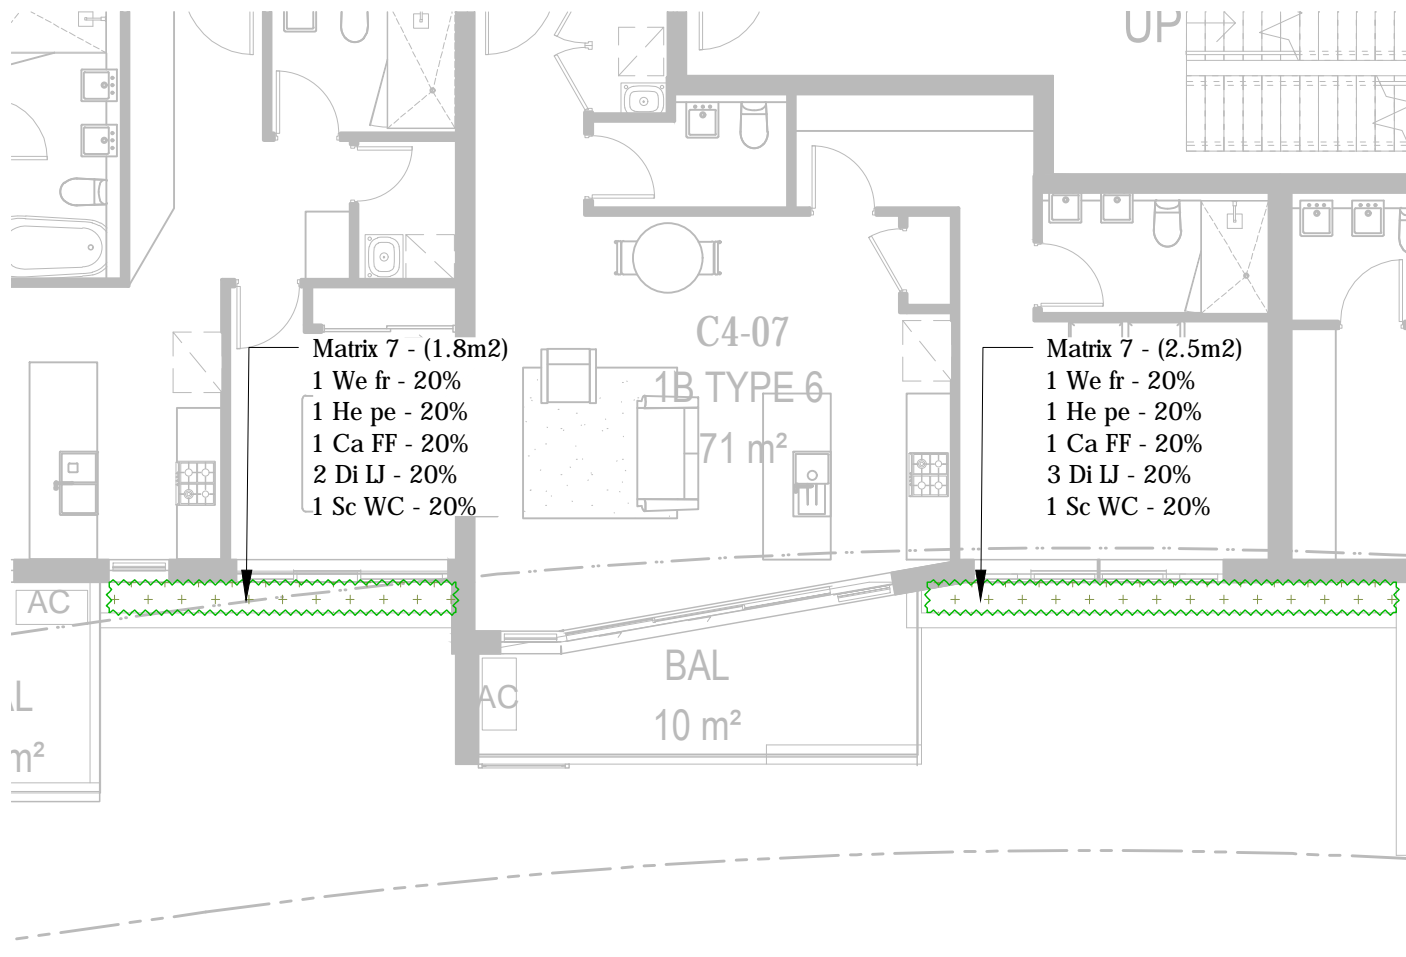 UP
C4-07
1B TYPE 6
71 m²
Matrix 7 - (1.8m2)
1 We fr - 20%
1 He pe - 20%
1 Ca FF - 20%
2 Di LJ - 20%
1 Sc WC - 20%
Matrix 7 - (2.5m2)
1 We fr - 20%
1 He pe - 20%
1 Ca FF - 20%
3 Di LJ - 20%
1 Sc WC - 20%
AC
AL
m²
AC
BAL
10 m²